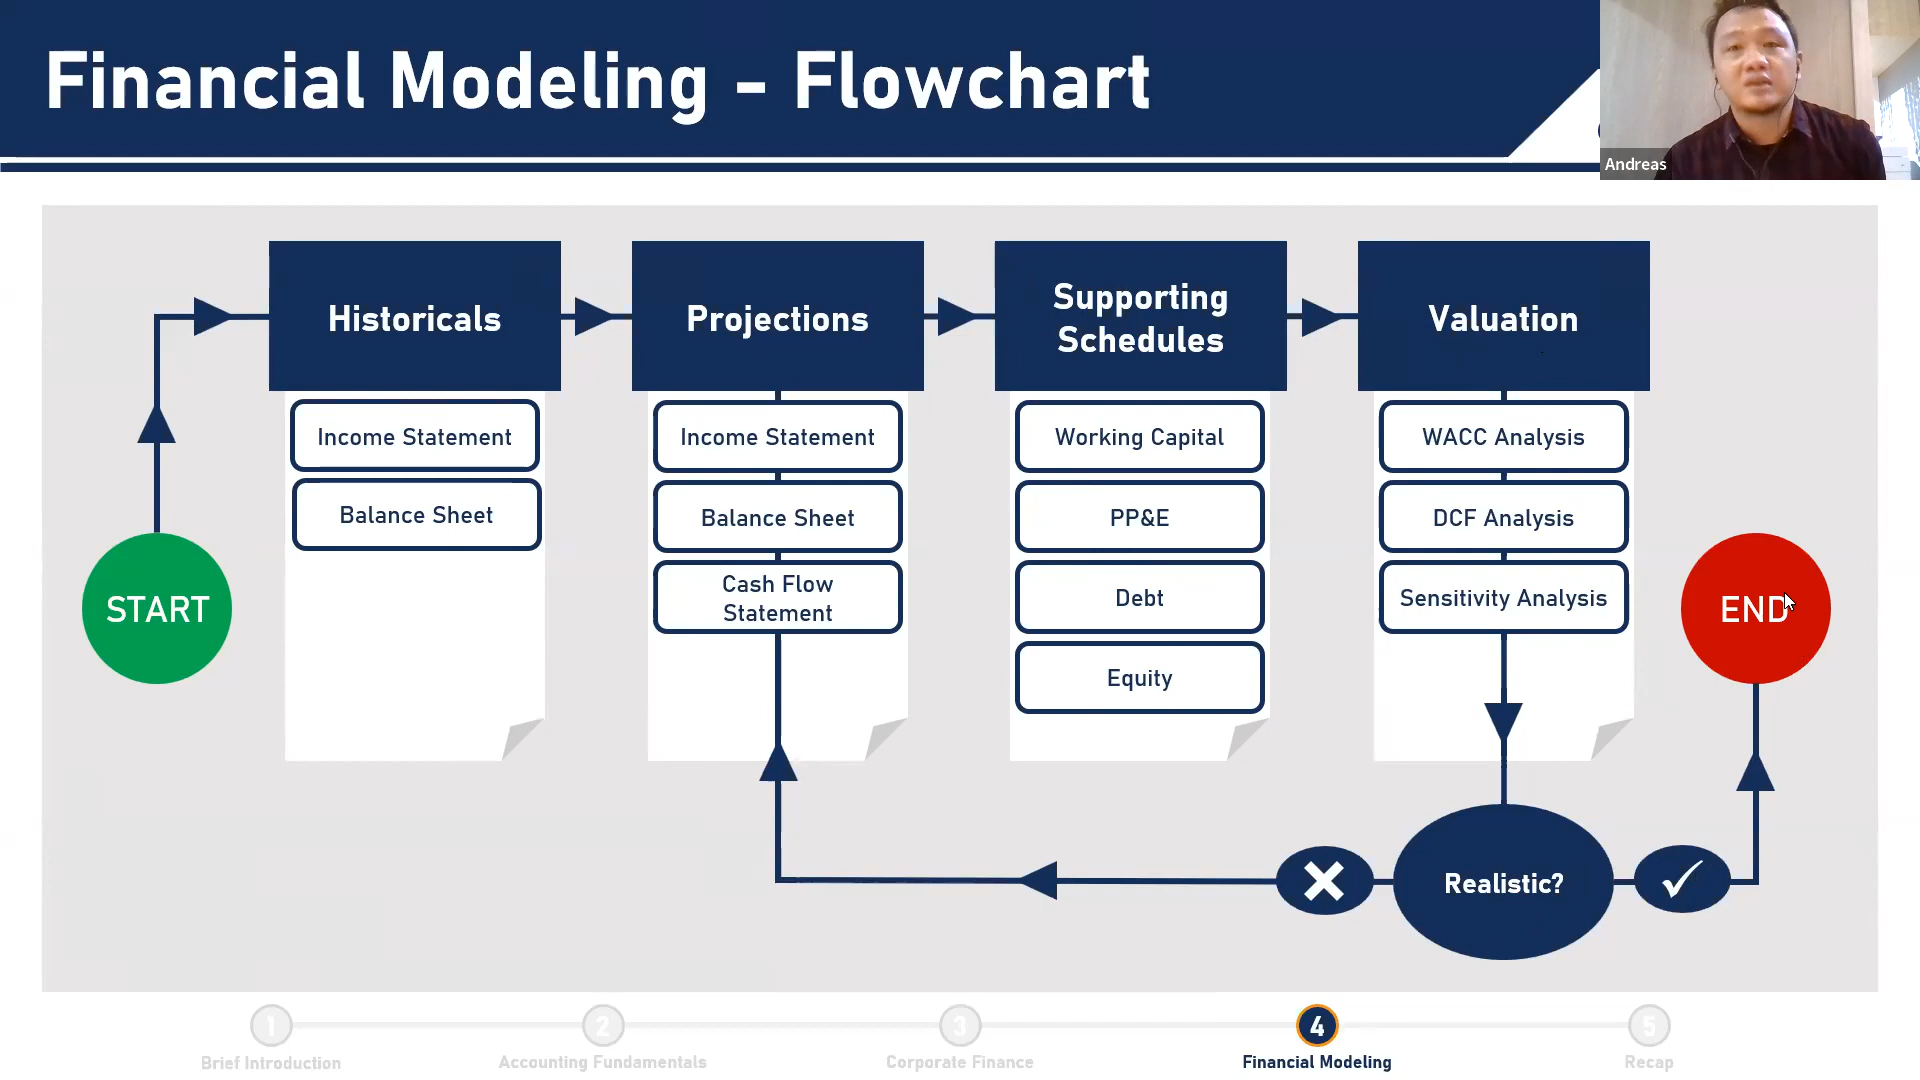 Financial Modeling - Flowchart
Andreas
Historicals
Projections
Supporting
Schedules
Valuation
Income Statement
Balance Sheet
Income Statement
Balance Sheet
Cash Flow
Statement
Working Capital
PP&E
Debt
Equity
WACC Analysis
DCF Analysis
Sensitivity Analysis
START
END
Realistic?
1
Brief Introduction
2
Accounting Fundamentals
3
Corporate Finance
4
Financial Modeling
5
Recap